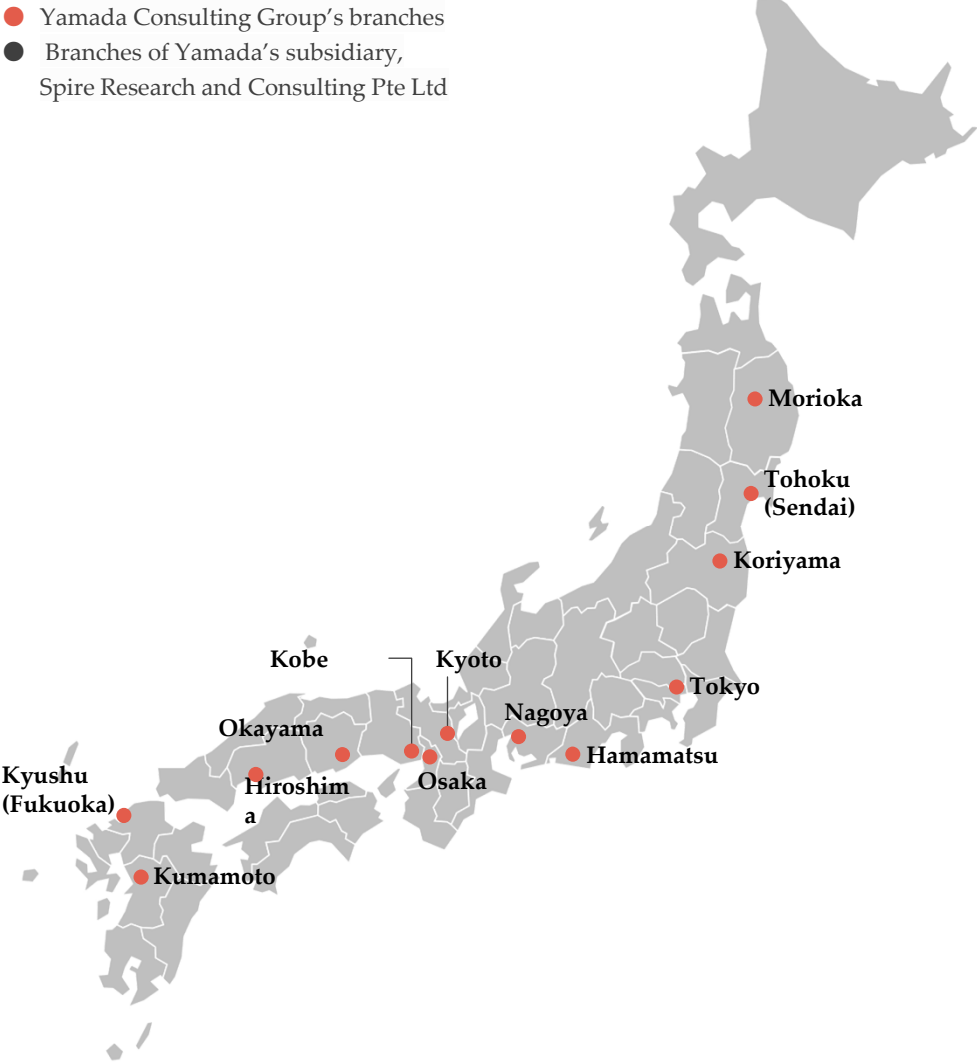 Yamada Consulting Group’s branches
Branches of Yamada’s subsidiary,
Spire Research and Consulting Pte Ltd
Morioka
Tohoku
(Sendai)
Koriyama
Kobe
Kyoto
Tokyo
Nagoya
Okayama
Hamamatsu
Osaka
Hiroshim
a
Kyushu
(Fukuoka)
Kumamoto